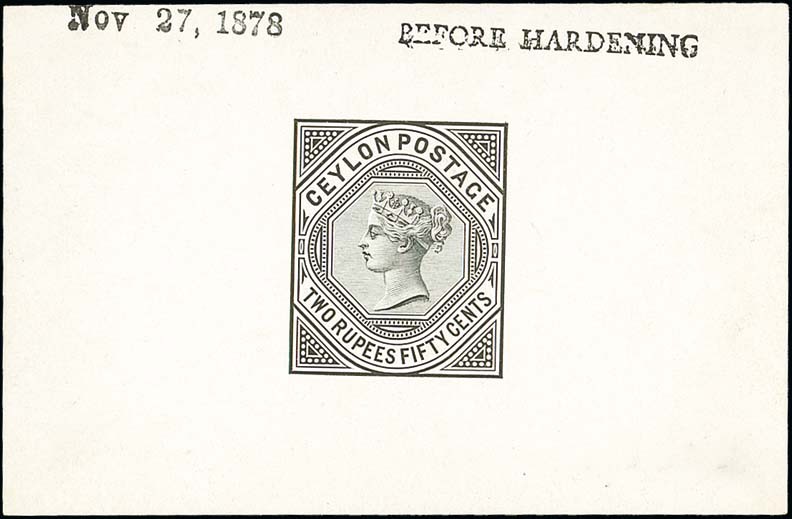 Nov 27, 1878
BEFORE HARDENING
CEYLON POSTAGE
TWO RUPEES FIFTY CENTS